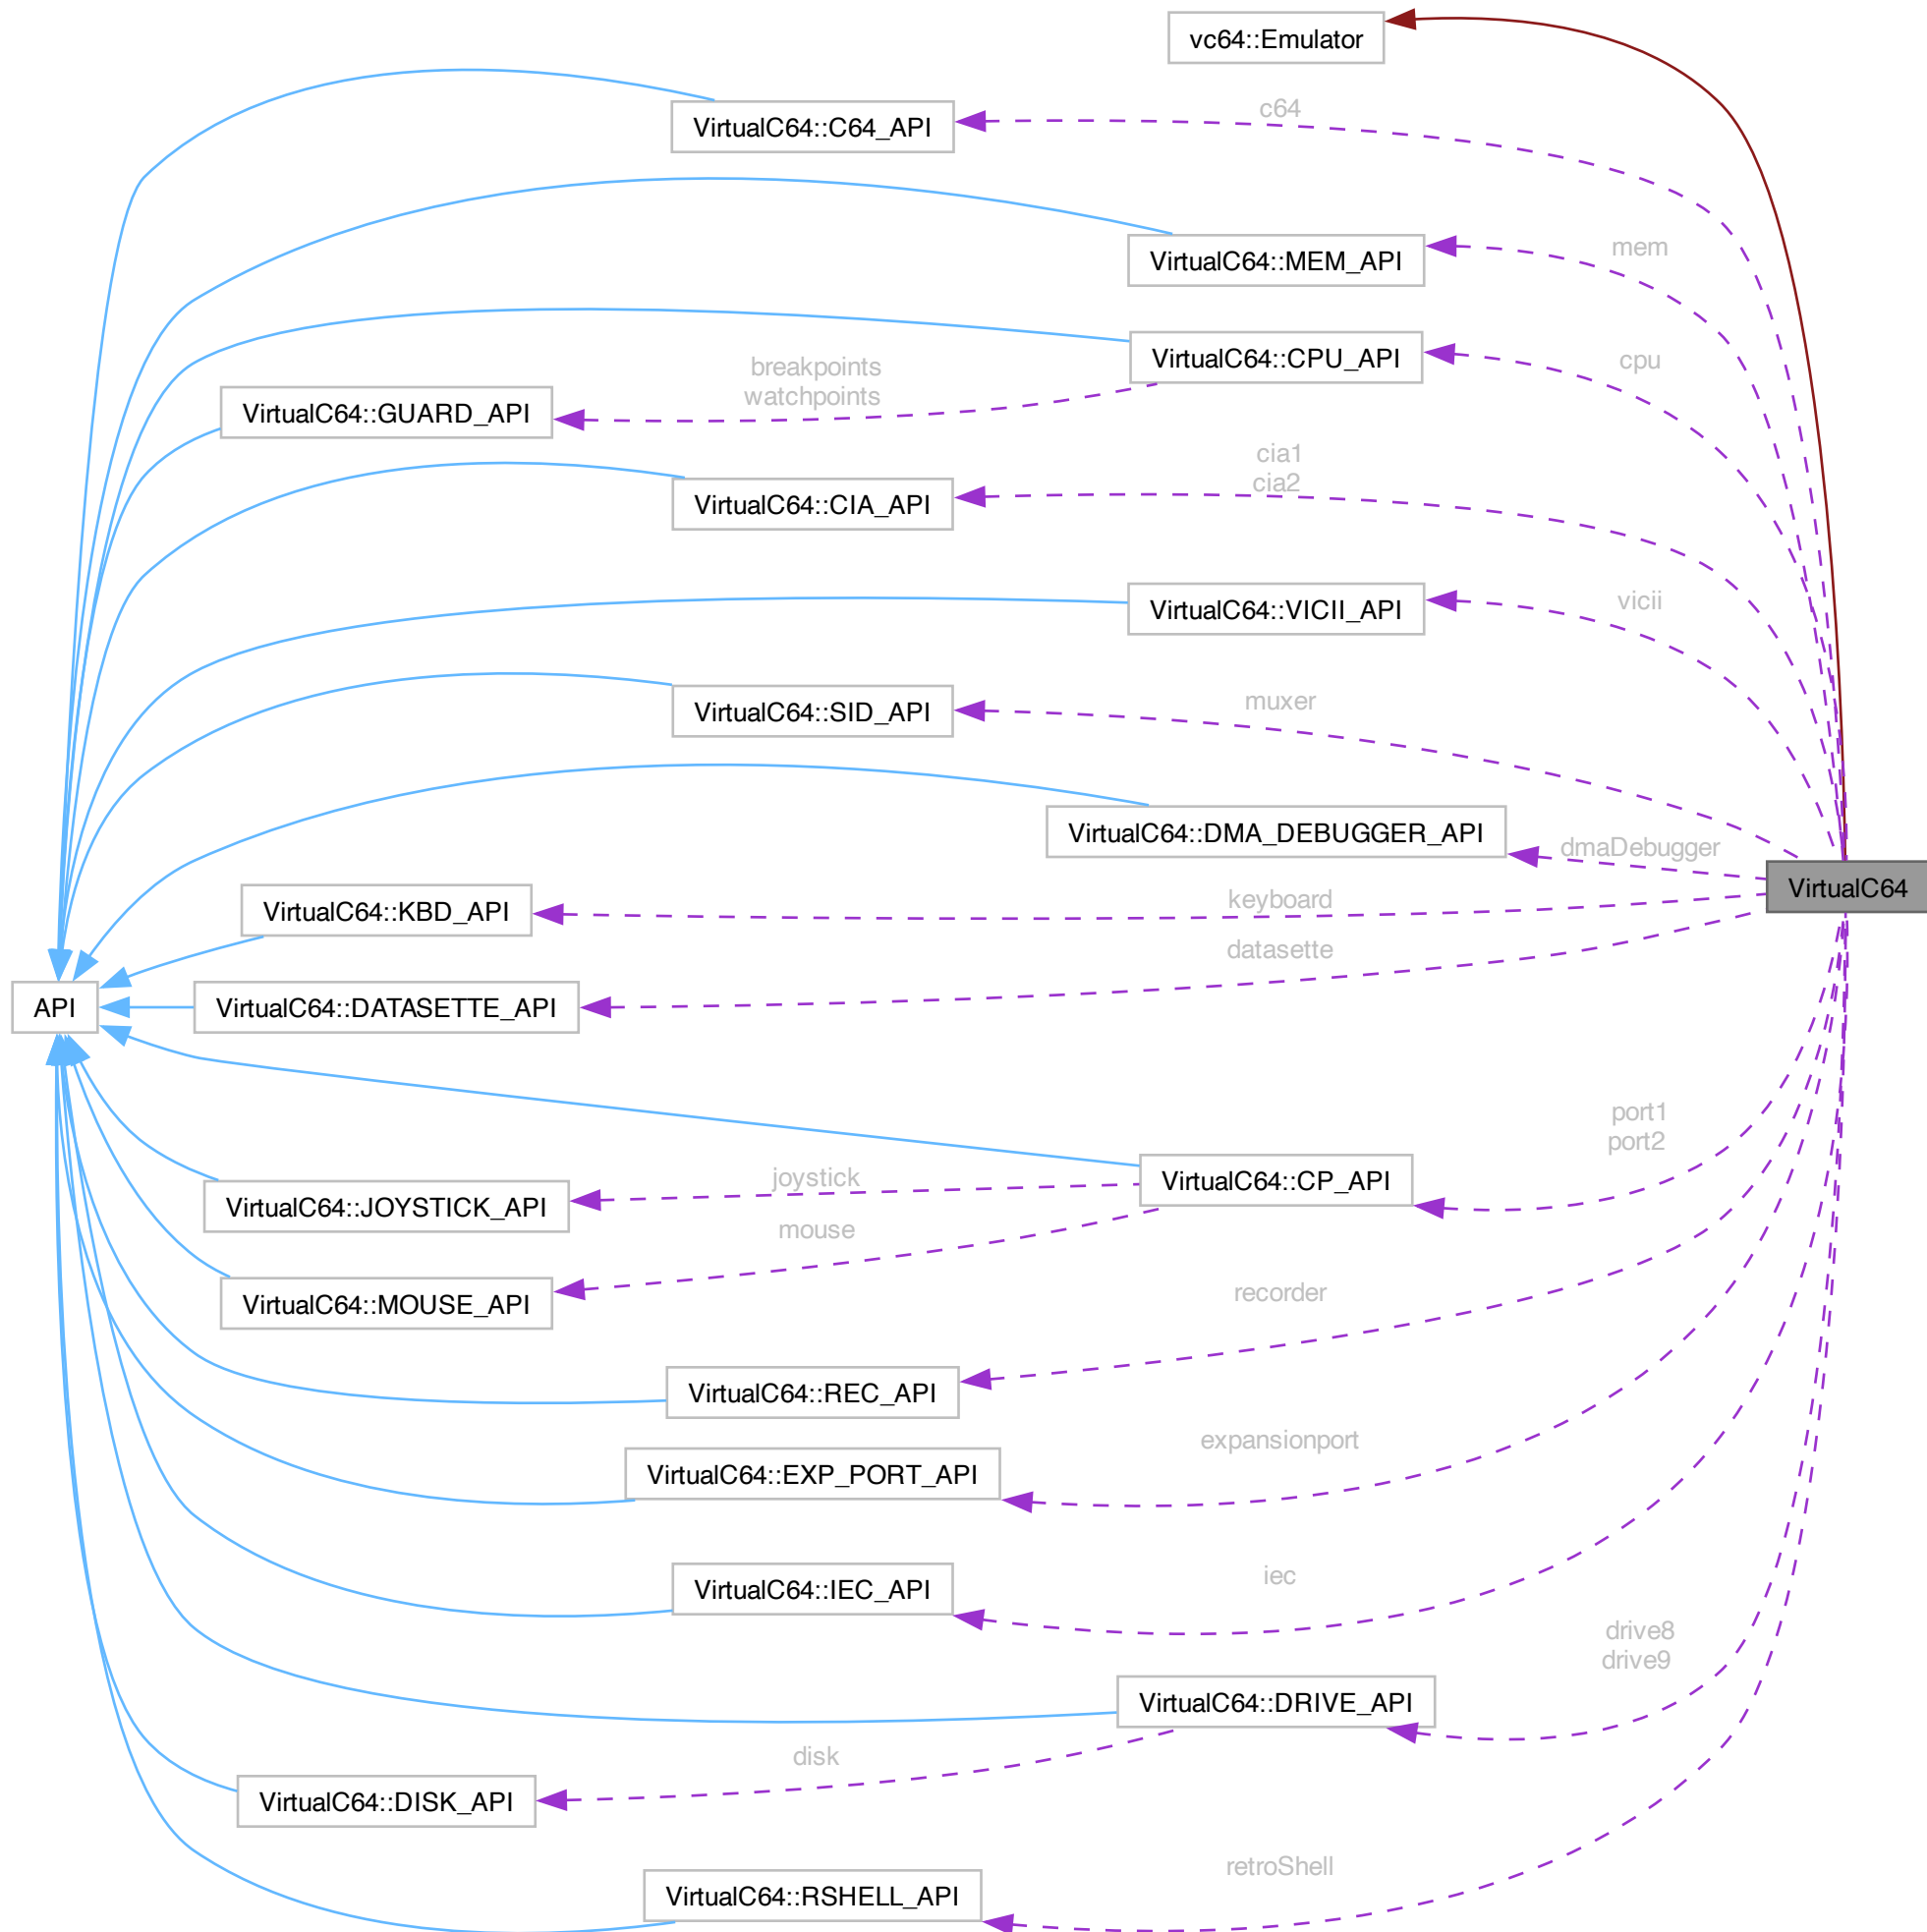 vc64::Emulator
c64
VirtualC64::C64_API
mem
VirtualC64::MEM_API
VirtualC64::CPU_API
cpu
breakpoints
watchpoints
VirtualC64::GUARD_API
cia1
cia2
VirtualC64::CIA_API
vicii
VirtualC64::VICII_API
muxer
VirtualC64::SID_API
VirtualC64::DMA_DEBUGGER_API
dmaDebugger
VirtualC64
keyboard
VirtualC64::KBD_API
datasette
API
VirtualC64::DATASETTE_API
port1
port2
joystick
VirtualC64::CP_API
VirtualC64::JOYSTICK_API
mouse
VirtualC64::MOUSE_API
recorder
VirtualC64::REC_API
expansionport
VirtualC64::EXP_PORT_API
iec
VirtualC64::IEC_API
drive8
drive9
VirtualC64::DRIVE_API
disk
VirtualC64::DISK_API
retroShell
VirtualC64::RSHELL_API